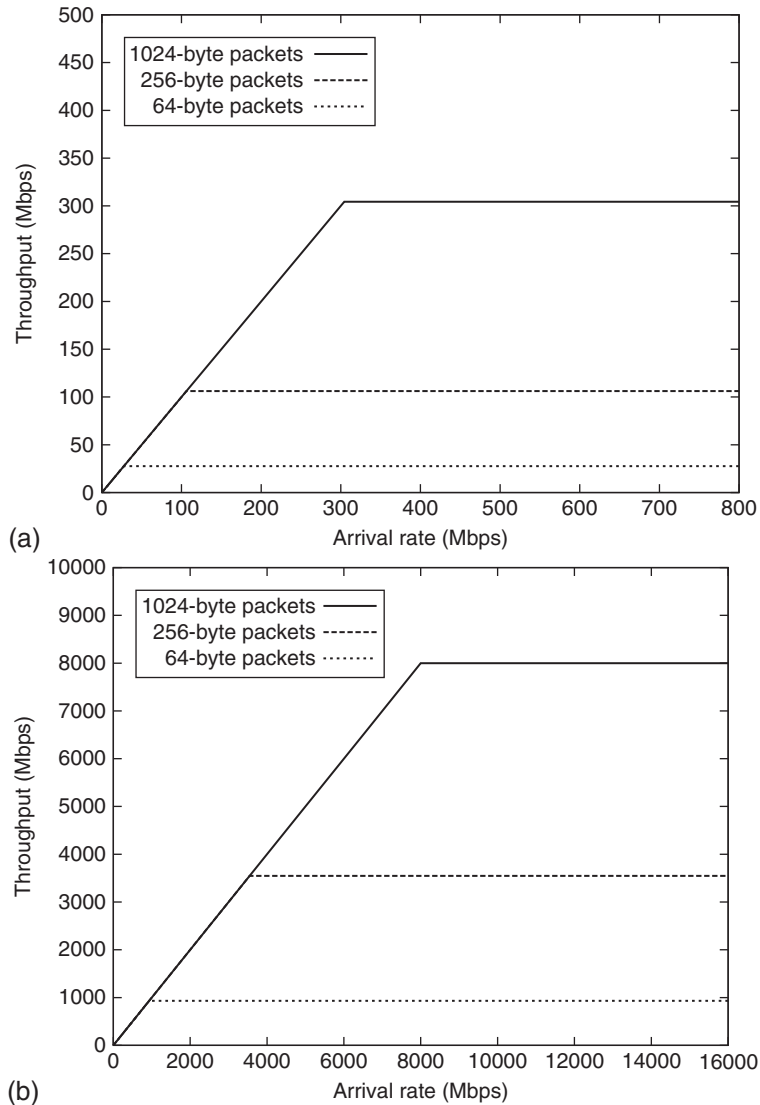 500
450
400
350
300
250
200
150
100
50
0
Throughput (Mbps)
1024-byte packets
256-byte packets
64-byte packets
0 100 200 300 400 500 600 700 800
Arrival rate (Mbps)
(a)
10000
9000
8000
7000
6000
5000
4000
3000
2000
1000
0
Throughput (Mbps)
1024-byte packets
256-byte packets
64-byte packets
0 2000 4000 6000 8000 10000 12000 14000 16000
Arrival rate (Mbps)
(b)